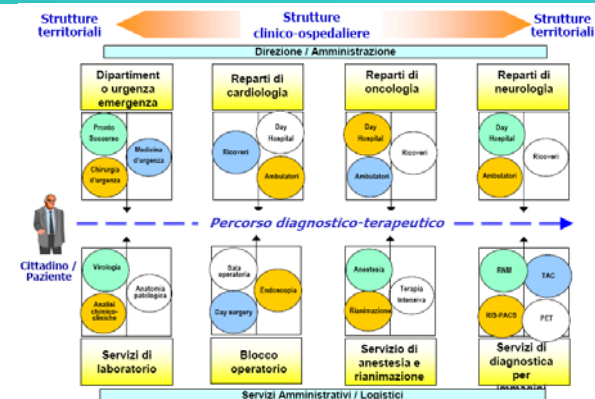 Strutture
territoriali
Strutture
clinico-ospedaliere
Strutture
territoriali
Direzione / Amministrazione
Dipartiment
o urgenza
emergenza
Reparti di
cardiologia
Reparti di
oncologia
Reparti di
neurologia
Pronto
Soccorso
Medicina
d'urgenza
Chirurgia
d'urgenza
Day
Hospital
Ricoveri
Ambulatori
Day
Hospital
Ricoveri
Ambulatori
Day
Hospital
Ricoveri
Ambulatori
Percorso diagnostico-terapeutico
Cittadino /
Paziente
Virologia
Anatomia
patologica
Analisi
chimico-
cliniche
Sala
operatoria
Endoscopia
Day surgery
Anestesia
Terapia
Intensiva
Rianimazione
RNM
TAC
RIS-PACS
PET
Servizi di
laboratorio
Blocco
operatorio
Servizio di
anestesia e
rianimazione
Servizi di
diagnostica
per
Servizi Amministrativi / Logistici